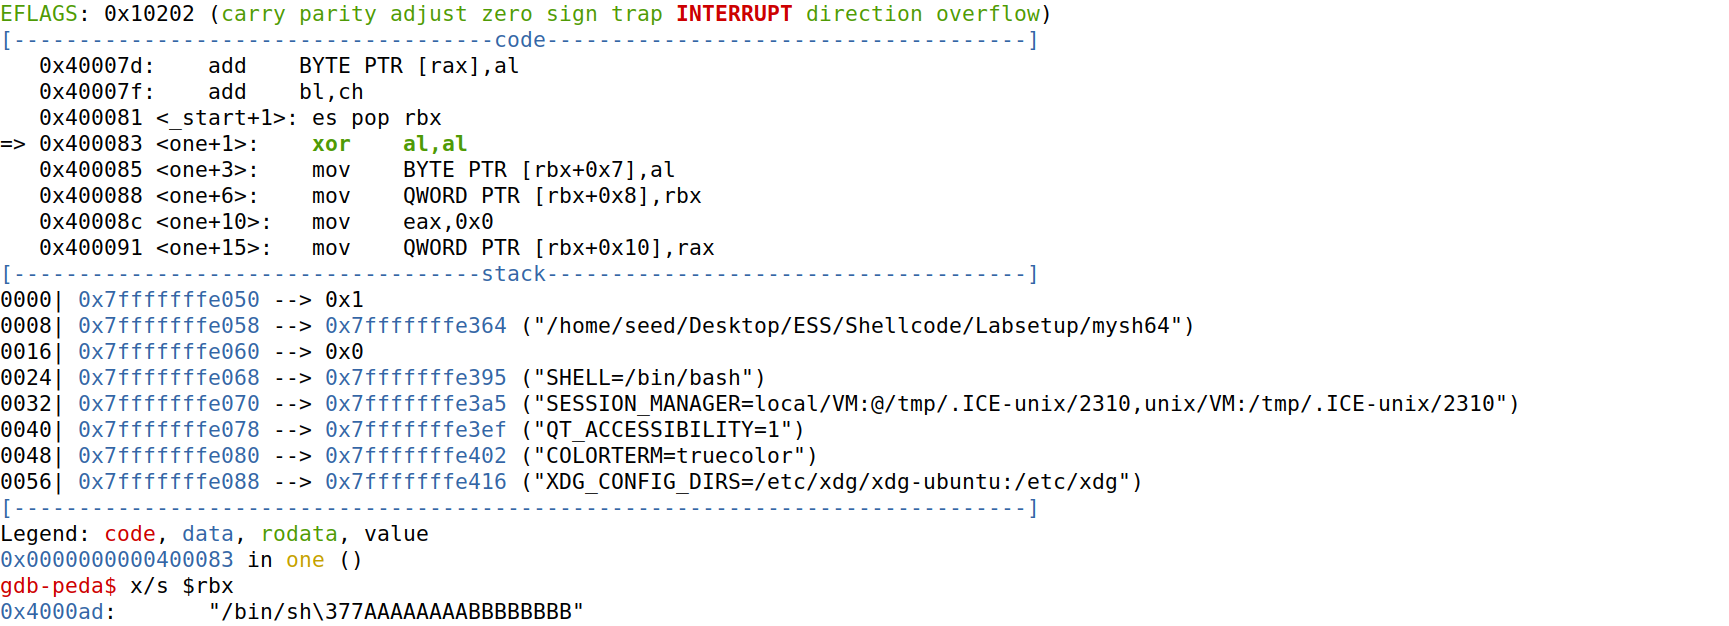 EFLAGS: 0x10202 (carry parity adjust zero sign trap INTERRUPT direction overflow)
[-------------------------------------code-------------------------------------]
   0x40007d:    add    BYTE PTR [rax],al
   0x40007f:    add    bl,ch
   0x400081 <_start+1>: es pop rbx
=> 0x400083 <one+1>:    xor    al,al
   0x400085 <one+3>:    mov    BYTE PTR [rbx+0x7],al
   0x400088 <one+6>:    mov    QWORD PTR [rbx+0x8],rbx
   0x40008c <one+10>:   mov    eax,0x0
   0x400091 <one+15>:   mov    QWORD PTR [rbx+0x10],rax
[------------------------------------stack-------------------------------------]
0000| 0x7fffffffe050 --> 0x1
0008| 0x7fffffffe058 --> 0x7fffffffe364 ("/home/seed/Desktop/ESS/Shellcode/Labsetup/mysh64")
0016| 0x7fffffffe060 --> 0x0
0024| 0x7fffffffe068 --> 0x7fffffffe395 ("SHELL=/bin/bash")
0032| 0x7fffffffe070 --> 0x7fffffffe3a5 ("SESSION_MANAGER=local/VM:@/tmp/.ICE-unix/2310,unix/VM:/tmp/.ICE-unix/2310")
0040| 0x7fffffffe078 --> 0x7fffffffe3ef ("QT_ACCESSIBILITY=1")
0048| 0x7fffffffe080 --> 0x7fffffffe402 ("COLORTERM=truecolor")
0056| 0x7fffffffe088 --> 0x7fffffffe416 ("XDG_CONFIG_DIRS=/etc/xdg/xdg-ubuntu:/etc/xdg")
[------------------------------------------------------------------------------]
Legend: code, data, rodata, value
0x0000000000400083 in one ()
gdb-peda$ x/s $rbx
0x4000ad:       "/bin/sh\377AAAAAAAABBBBBBBB"